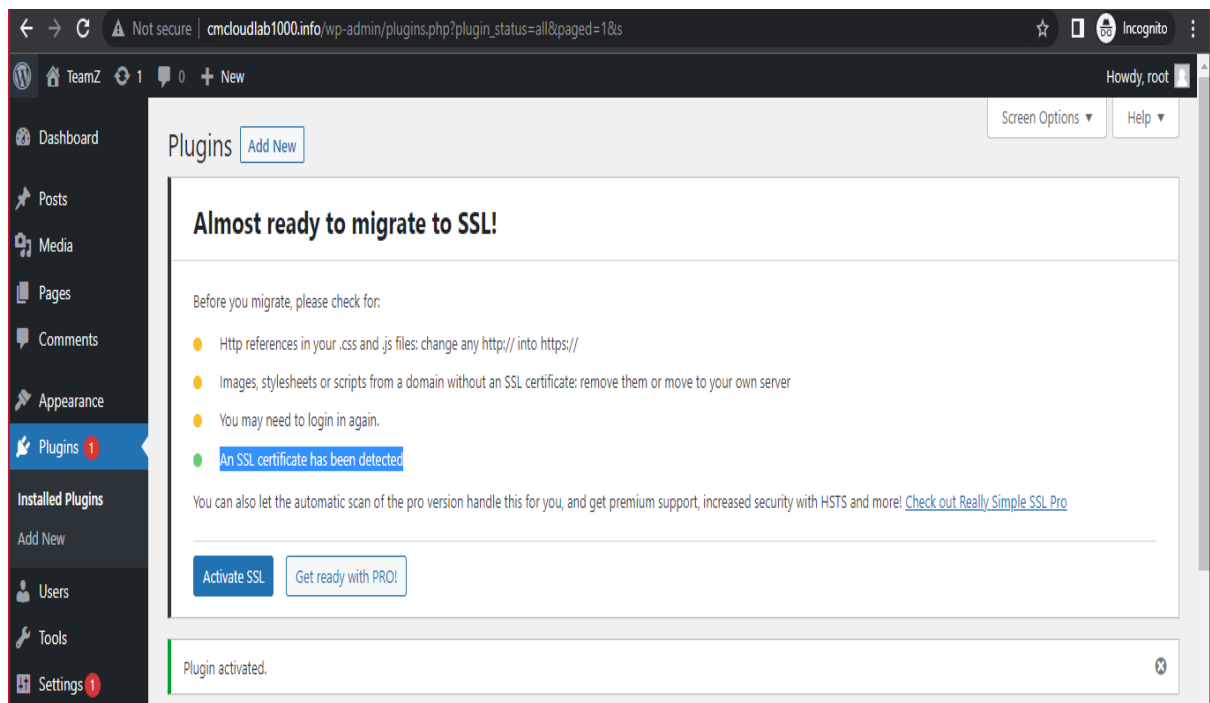 Not secure | cmcloudlab1000.info/wp-admin/plugins.php?plugin_status=all&paged=1&s
Incognito
TeamZ 1 0 + New
Howdy, root
Screen Options ▼
Help ▼
Dashboard
Posts
Media
Pages
Comments
Appearance
Plugins 1
Installed Plugins
Add New
Users
Tools
Settings 1
Plugins Add New
Almost ready to migrate to SSL!
Before you migrate, please check for:
Http references in your .css and .js files: change any http:// into https://
Images, stylesheets or scripts from a domain without an SSL certificate: remove them or move to your own server
You may need to login in again.
An SSL certificate has been detected
You can also let the automatic scan of the pro version handle this for you, and get premium support, increased security with HSTS and more! Check out Really Simple SSL Pro
Activate SSL
Get ready with PRO!
Plugin activated.